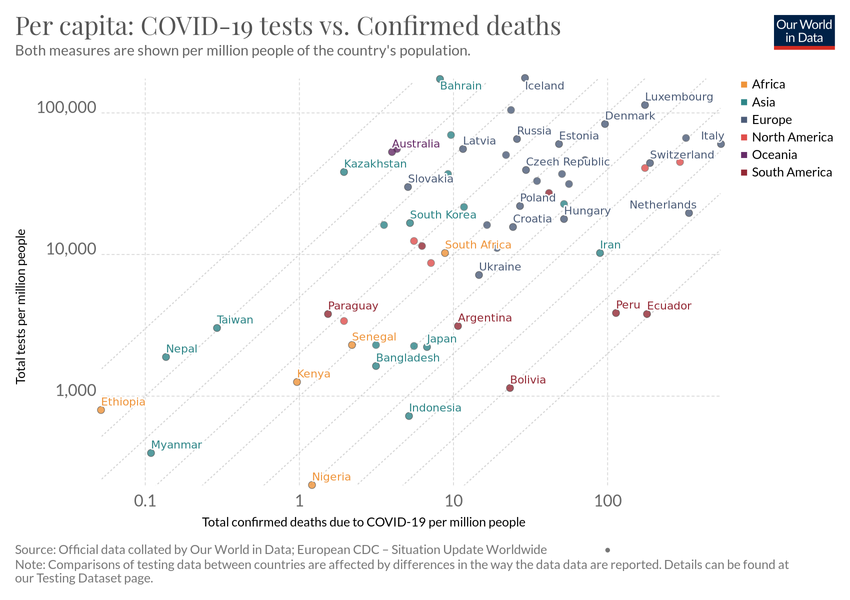 Per capita: COVID-19 tests vs. Confirmed deaths
Both measures are shown per million people of the country's population.
Our World
in Data
Africa
Asia
Europe
North America
Oceania
South America
Total tests per million people
100,000
10,000
1,000
Bahrain
Iceland
Luxembourg
Denmark
Russia
Estonia
Italy
Australia
Latvia
Kazakhstan
Czech Republic
Switzerland
Slovakia
Poland
Netherlands
South Korea
Croatia
Hungary
South Africa
Iran
Ukraine
Paraguay
Peru
Ecuador
Taiwan
Argentina
Senegal
Japan
Nepal
Bangladesh
Kenya
Bolivia
Ethiopia
Indonesia
Myanmar
Nigeria
0.1
1
10
100
Total confirmed deaths due to COVID-19 per million people
Source: Official data collated by Our World in Data; European CDC – Situation Update Worldwide
Note: Comparisons of testing data between countries are affected by differences in the way the data data are reported. Details can be found at
our Testing Dataset page.